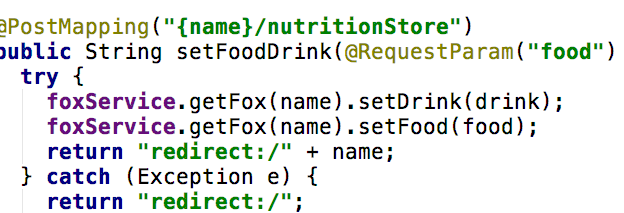 @PostMapping("{name}/nutritionStore")
public String setFoodDrink(@RequestParam("food")
try {
foxService.getFox(name).setDrink(drink);
foxService.getFox(name).setFood(food);
return "redirect:/" + name;
} catch (Exception e) {
return "redirect:/";